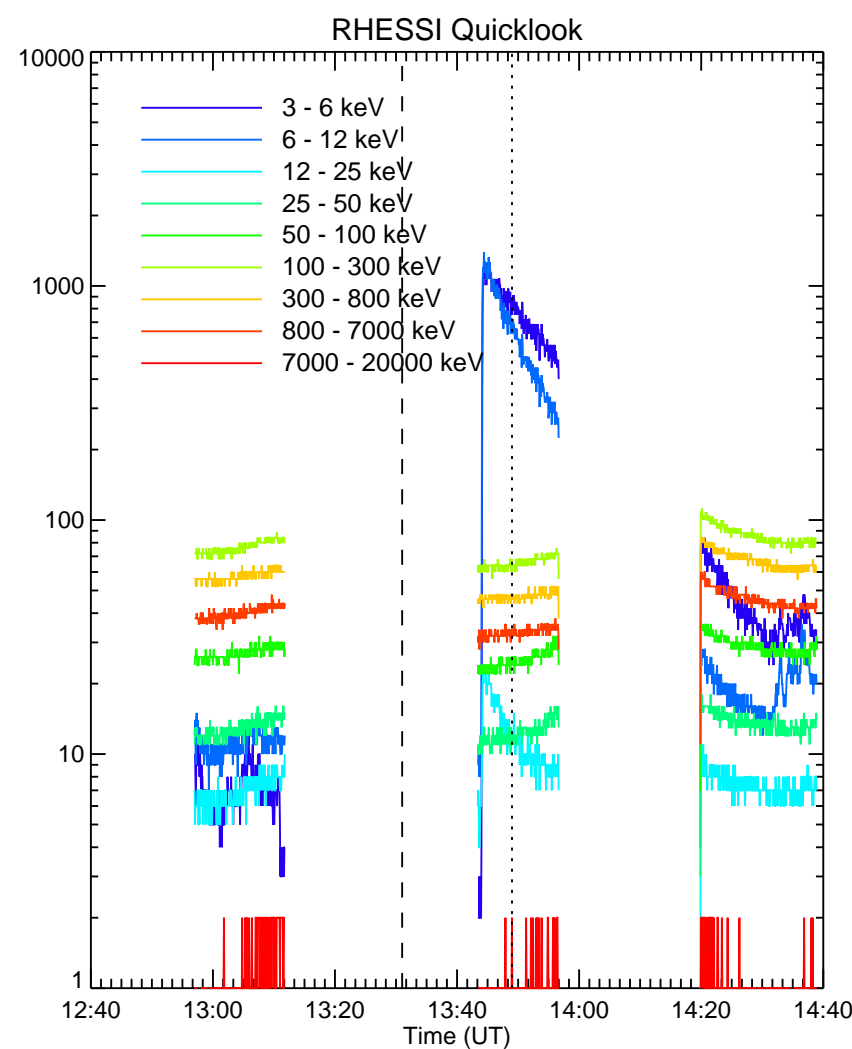 RHESSI Quicklook
10000
3 - 6 keV
6 - 12 keV
12 - 25 keV
25 - 50 keV
50 - 100 keV
100 - 300 keV
1000
300 - 800 keV
800 - 7000 keV
7000 - 20000 keV
100
10
1
12:40 13:00 13:20 13:40 14:00 14:20 14:40
Time (UT)